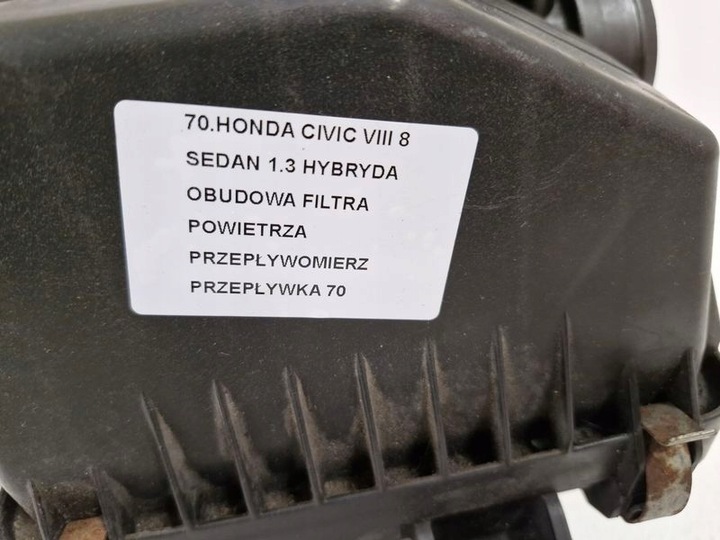 70.HONDA CIVIC VIII 8
SEDAN 1.3 HYBRYDA
OBUDOWA FILTRA
POWIETRZA
PRZEPŁYWOMIERZ
PRZEPŁYWKA 70